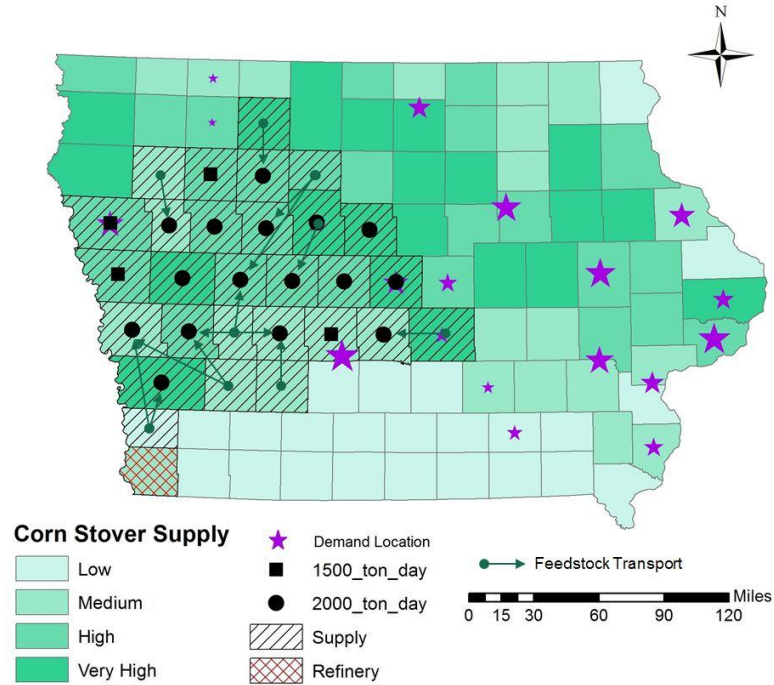 N
Corn Stover Supply
Low
Medium
High
Very High
Demand Location
1500_ton_day
2000_ton_day
Supply
Refinery
Feedstock Transport
Miles
0 15 30 60 90 120